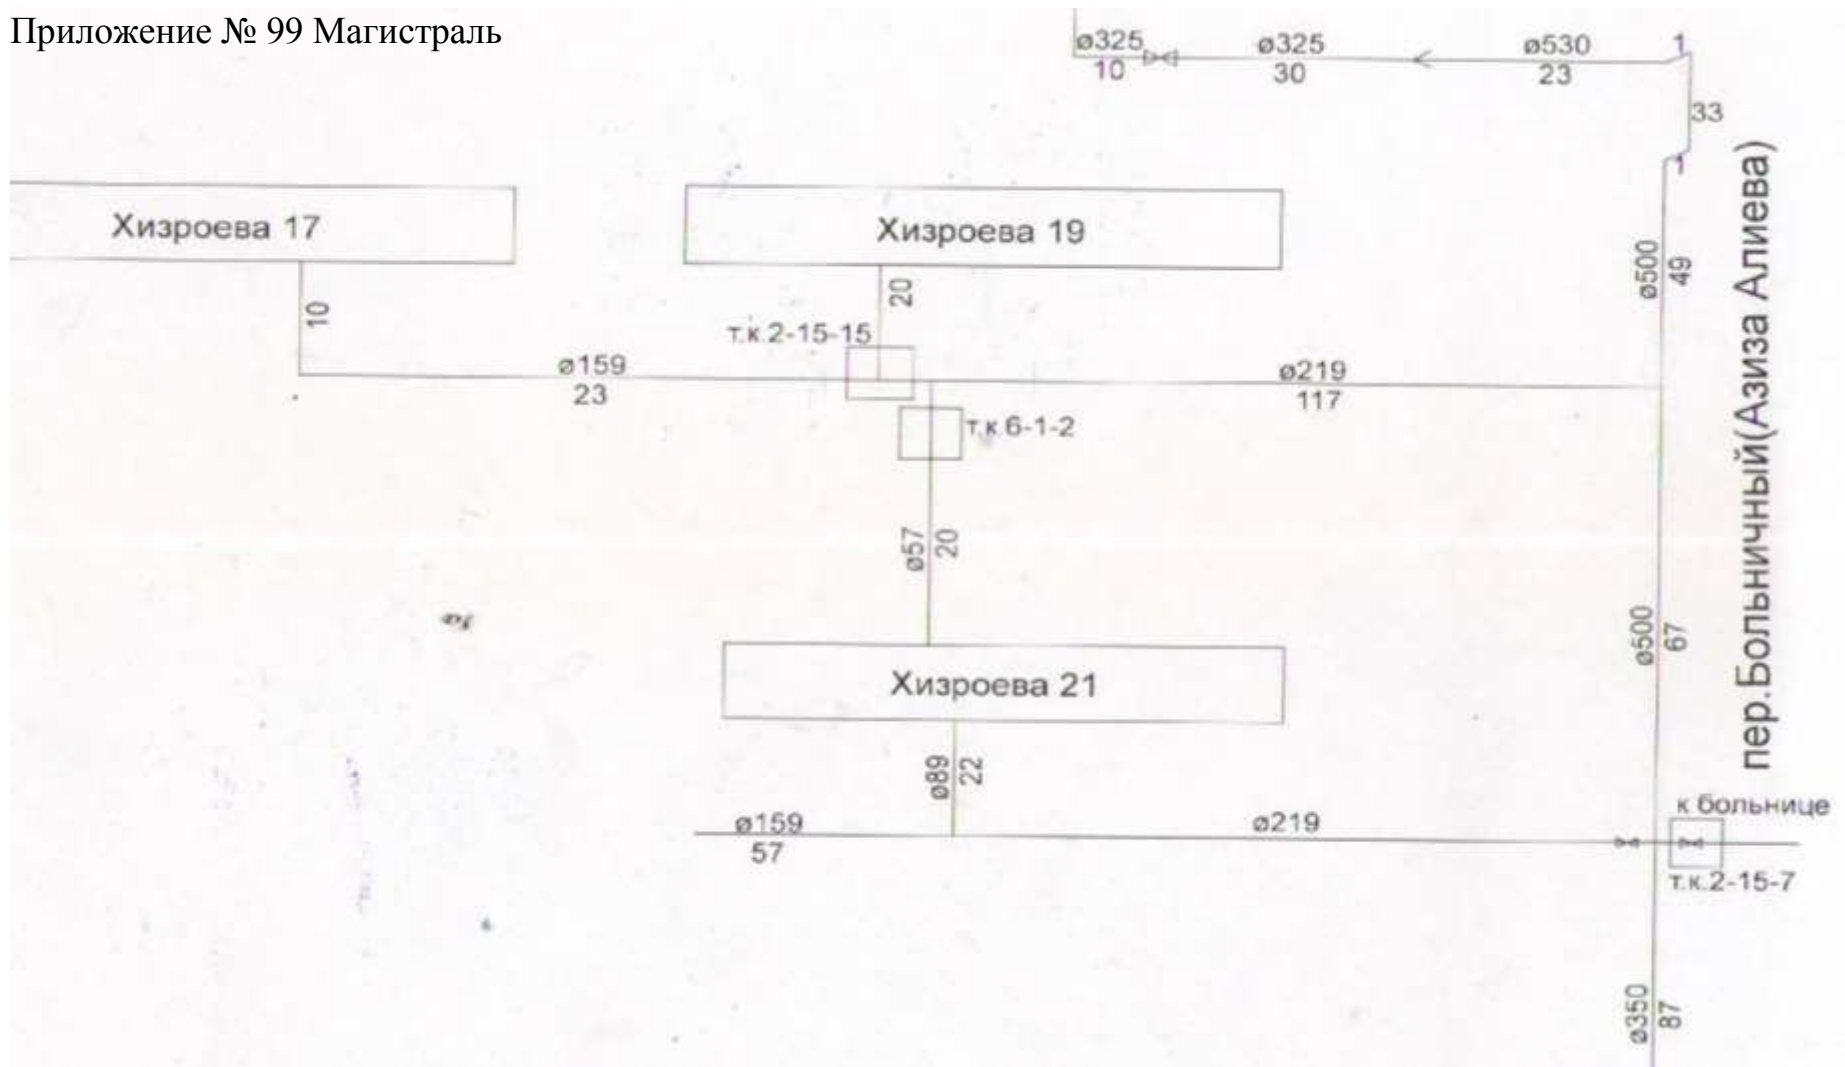 Приложение № 99 Магистраль
ø325
10
ø325
30
ø530
23
1
33
1
Хизроева 17
Хизроева 19
ø500
49
пер.Больничный(Азиза Алиева)
10
20
т.к.2-15-15
ø159
23
ø219
117
т.к.6-1-2
ø57
20
ø500
67
Хизроева 21
ø89
22
к больнице
ø159
57
ø219
т.к.2-15-7
ø350
87